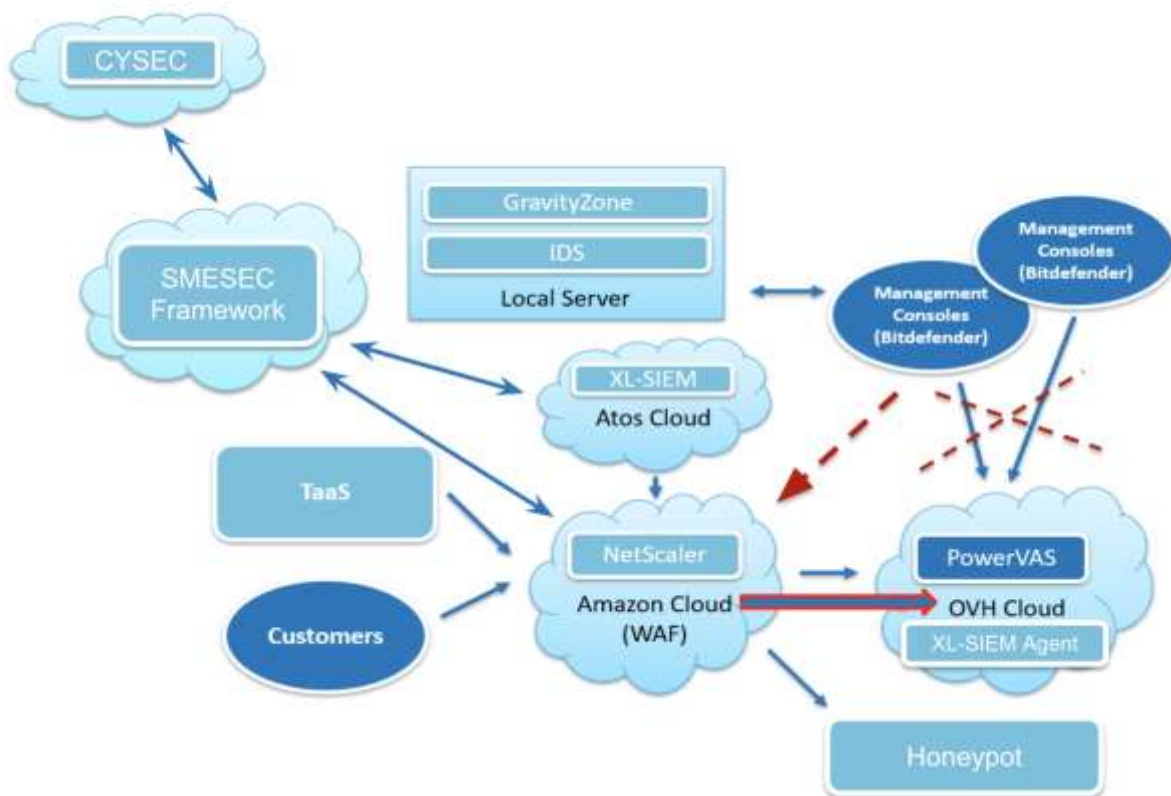 CYSEC
GravityZone
IDS
Local Server
Management
Consoles
(Bitdefender)
Management
Consoles
(Bitdefender)
SMESEC
Framework
XL-SIEM
Atos Cloud
TaaS
NetScaler
Amazon Cloud
(WAF)
PowerVAS
OVH Cloud
XL-SIEM Agent
Customers
Honeypot